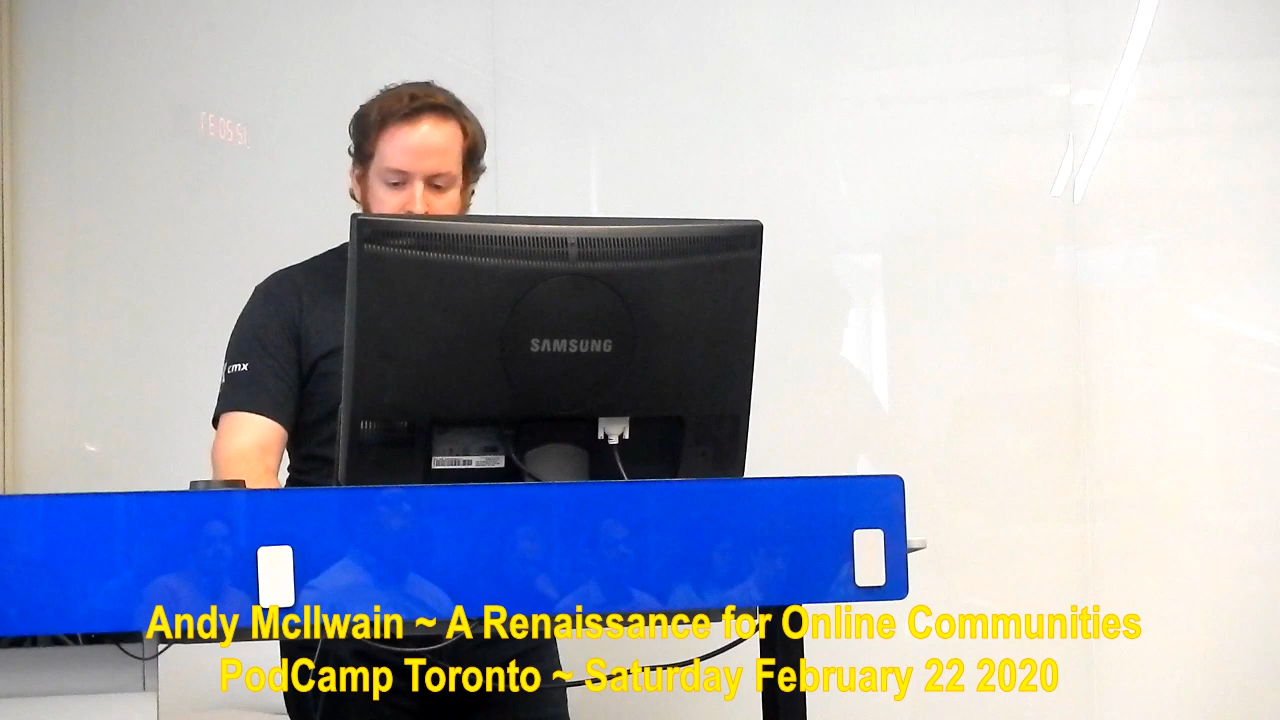 cmx
SAMSUNG
Andy McIlwain ~ A Renaissance for Online Communities
PodCamp Toronto ~ Saturday February 22 2020